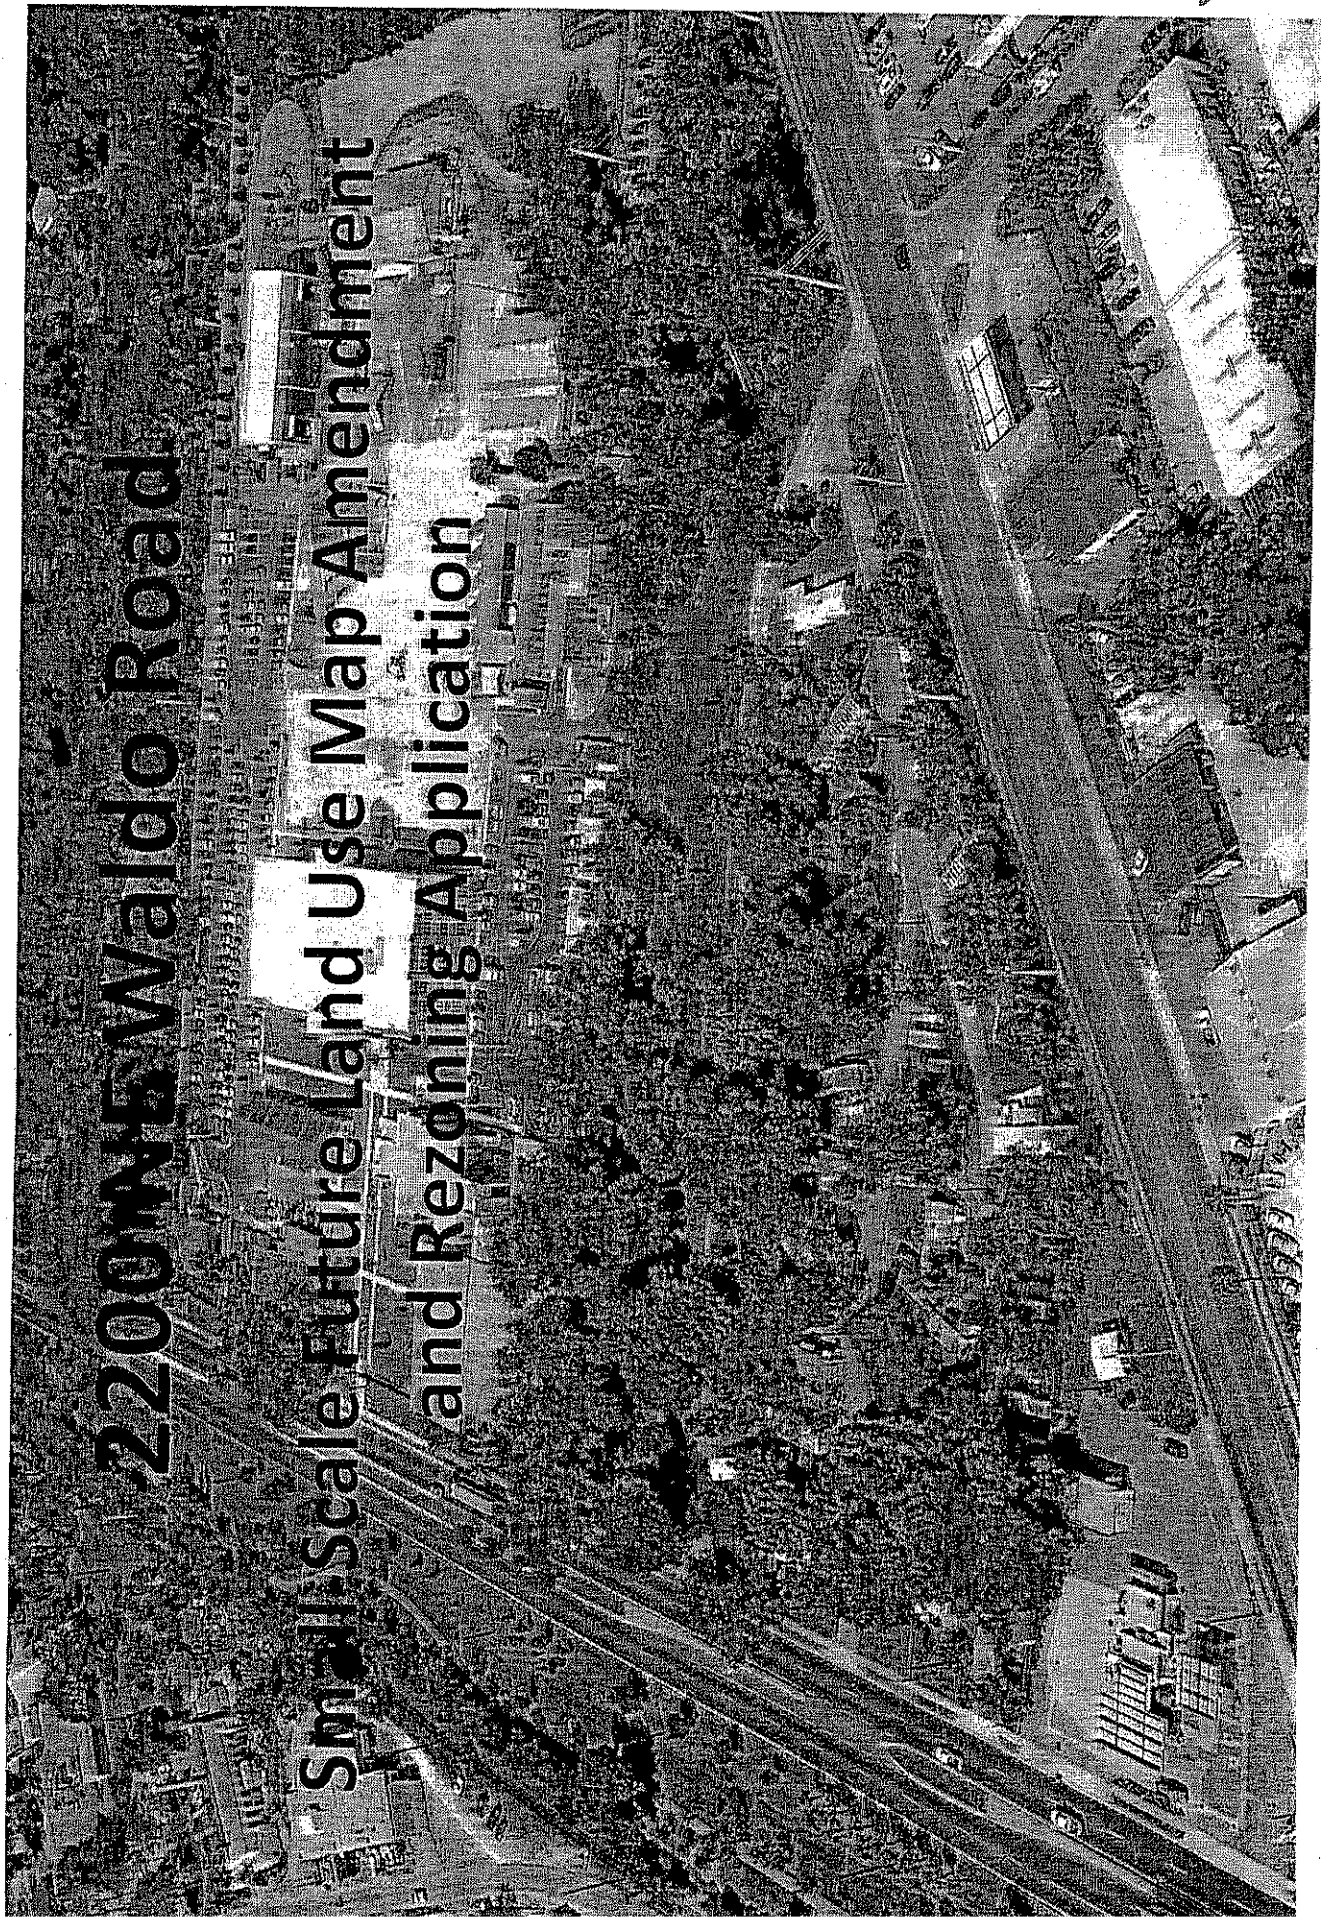 2200 NE Waldo Road
Small Scale Future Land Use Map Amendment
and Rezoning Application